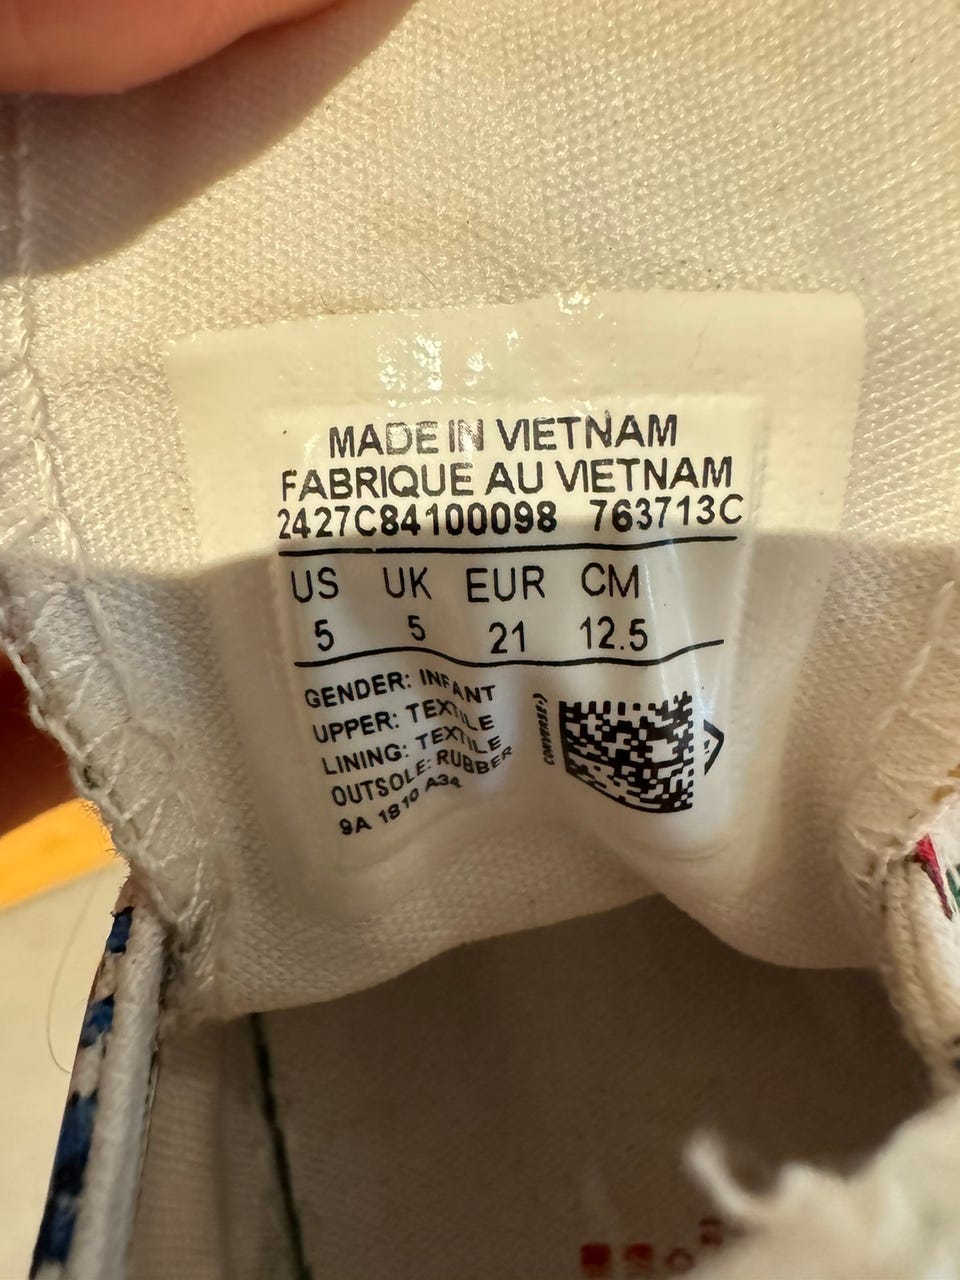 MADE IN VIETNAM
FABRIQUE AU VIETNAM
2427C84100098 763713C
US UK EUR CM
5 5 21 12.5
GENDER: INFANT
UPPER: TEXTILE
LINING: TEXTILE
OUTSOLE: RUBBER
9A 1810 A34
CONVERSE